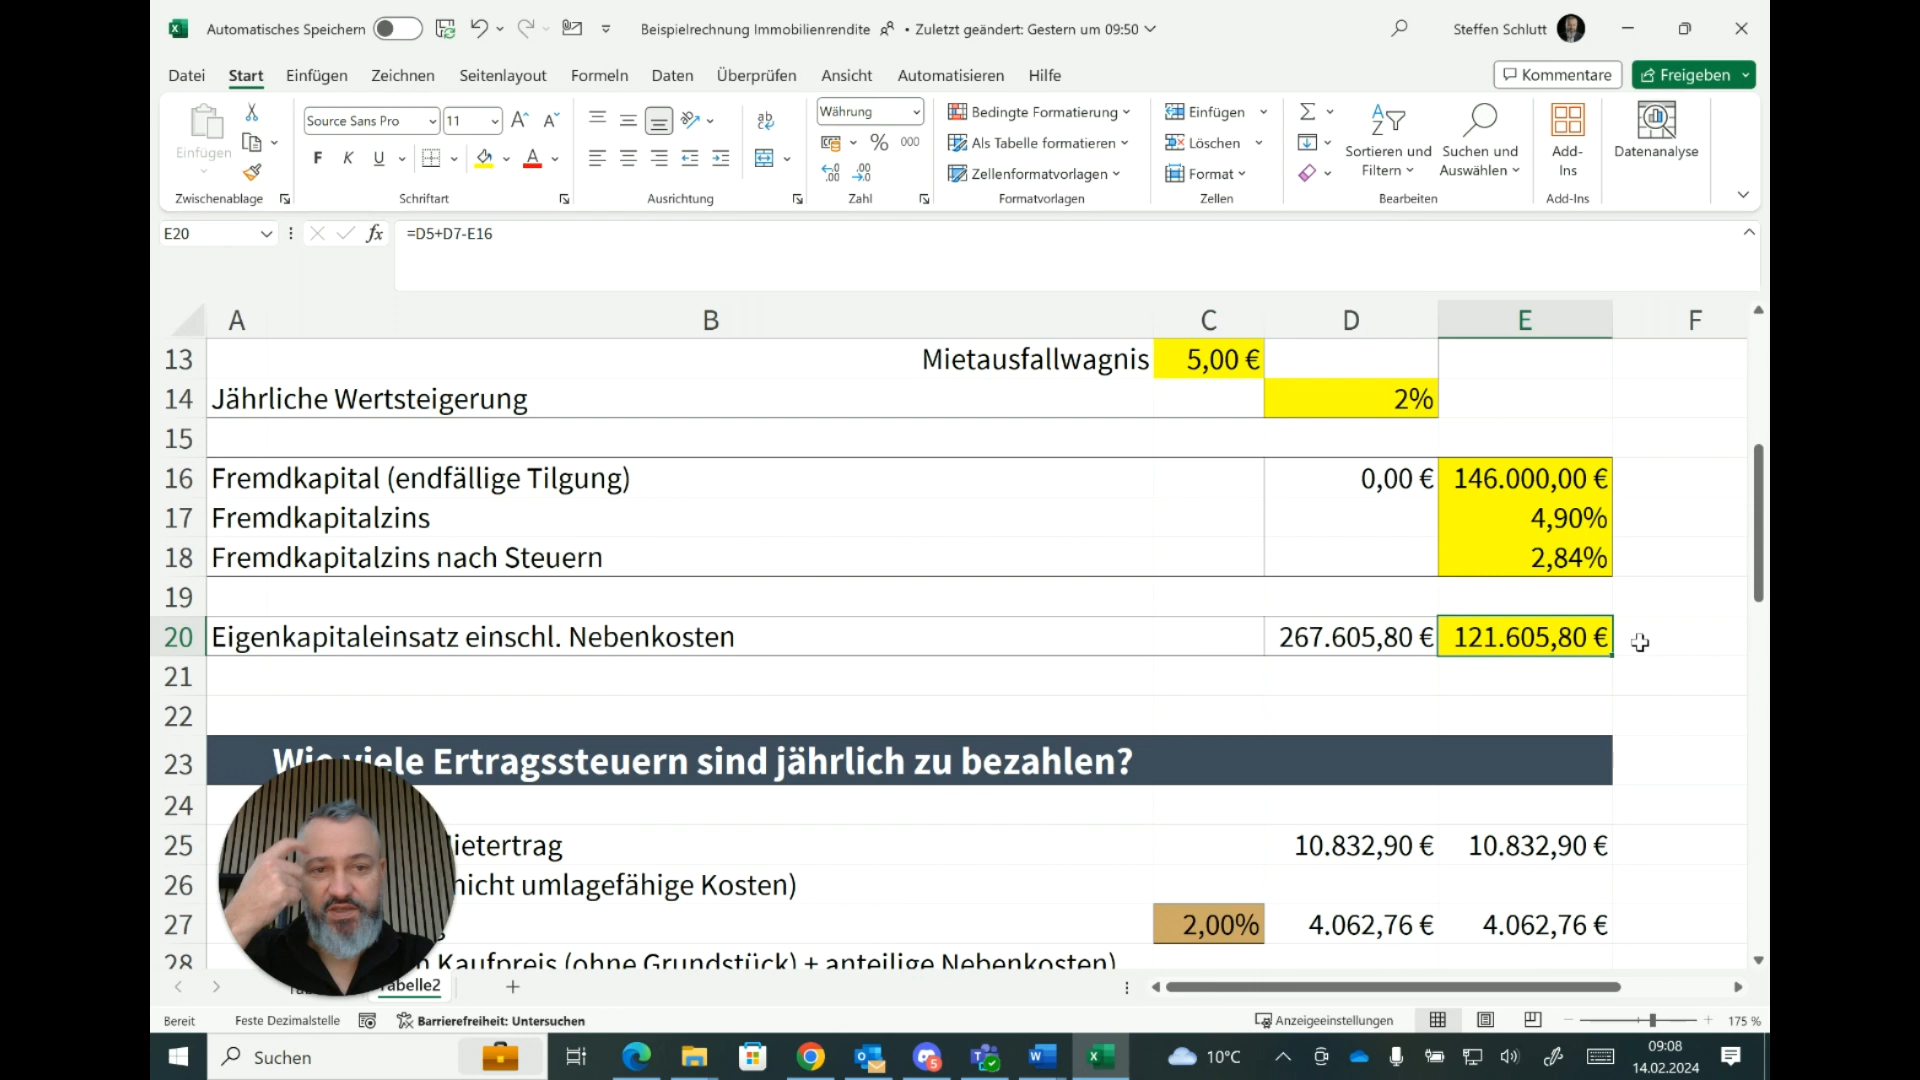 Automatisches Speichern
Beispielrechnung Immobilienrendite • Zuletzt geändert: Gestern um 09:50
Steffen Schlutt
Datei Start Einfügen Zeichnen Seitenlayout Formeln Daten Überprüfen Ansicht Automatisieren Hilfe
Kommentare Freigeben
Einfügen
Zwischenablage
Source Sans Pro 11
F K U
Schriftart
Ausrichtung
Währung
% 000
Zahl
Bedingte Formatierung
Als Tabelle formatieren
Zellenformatvorlagen
Formatvorlagen
Einfügen
Löschen
Format
Zellen
Sortieren und Filtern
Suchen und Auswählen
Bearbeiten
Add-Ins
Add-Ins
Datenanalyse
E20 fx =D5+D7-E16
A B C D E F
13 Mietausfallwagnis 5,00 €
14 Jährliche Wertsteigerung 2%
15
16 Fremdkapital (endfällige Tilgung) 0,00 € 146.000,00 €
17 Fremdkapitalzins 4,90%
18 Fremdkapitalzins nach Steuern 2,84%
19
20 Eigenkapitaleinsatz einschl. Nebenkosten 267.605,80 € 121.605,80 €
21
22
23 Wie viele Ertragssteuern sind jährlich zu bezahlen?
24
25 ietertrag 10.832,90 € 10.832,90 €
26 nicht umlagefähige Kosten)
27 2,00% 4.062,76 € 4.062,76 €
28 Kaufpreis (ohne Grundstück) + anteilige Nebenkosten)
Tabelle2
Bereit Feste Dezimalstelle Barrierefreiheit: Untersuchen Anzeigeeinstellungen 175 %
Suchen
10°C
09:08
14.02.2024